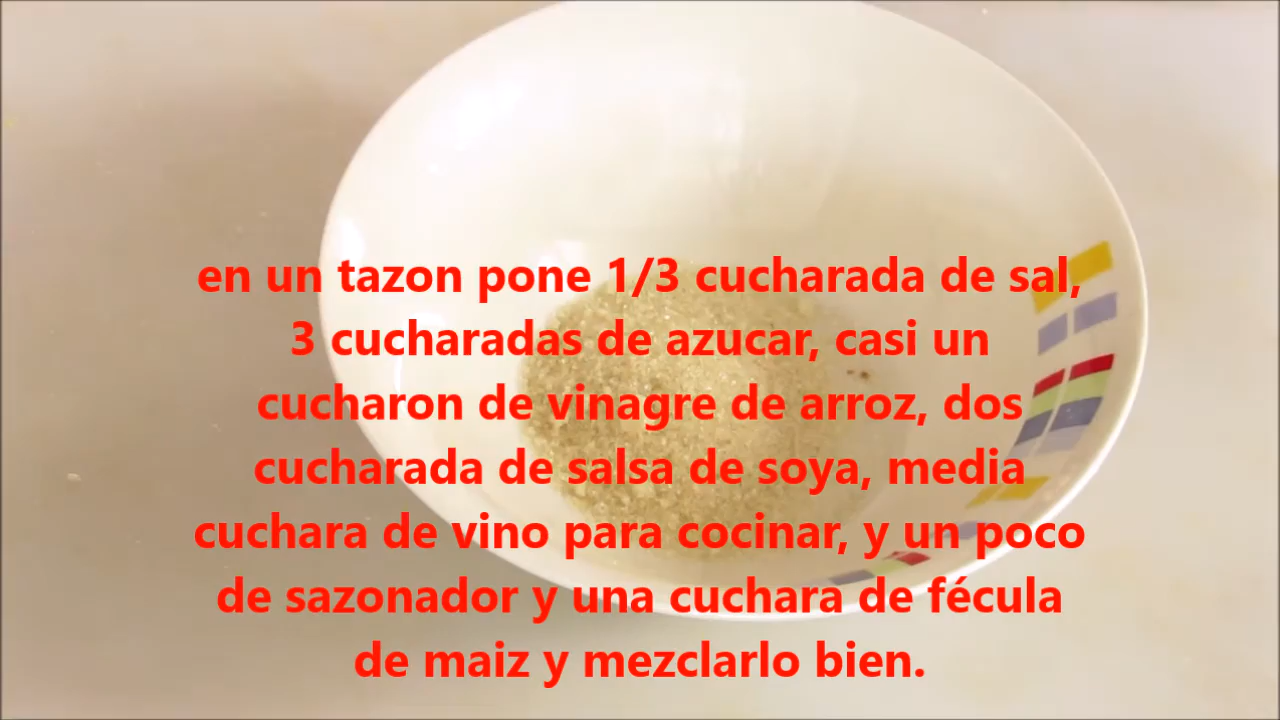 en un tazon pone 1/3 cucharada de sal,
3 cucharadas de azucar, casi un
cucharon de vinagre de arroz, dos
cucharada de salsa de soya, media
cuchara de vino para cocinar, y un poco
de sazonador y una cuchara de fécula
de maiz y mezclarlo bien.